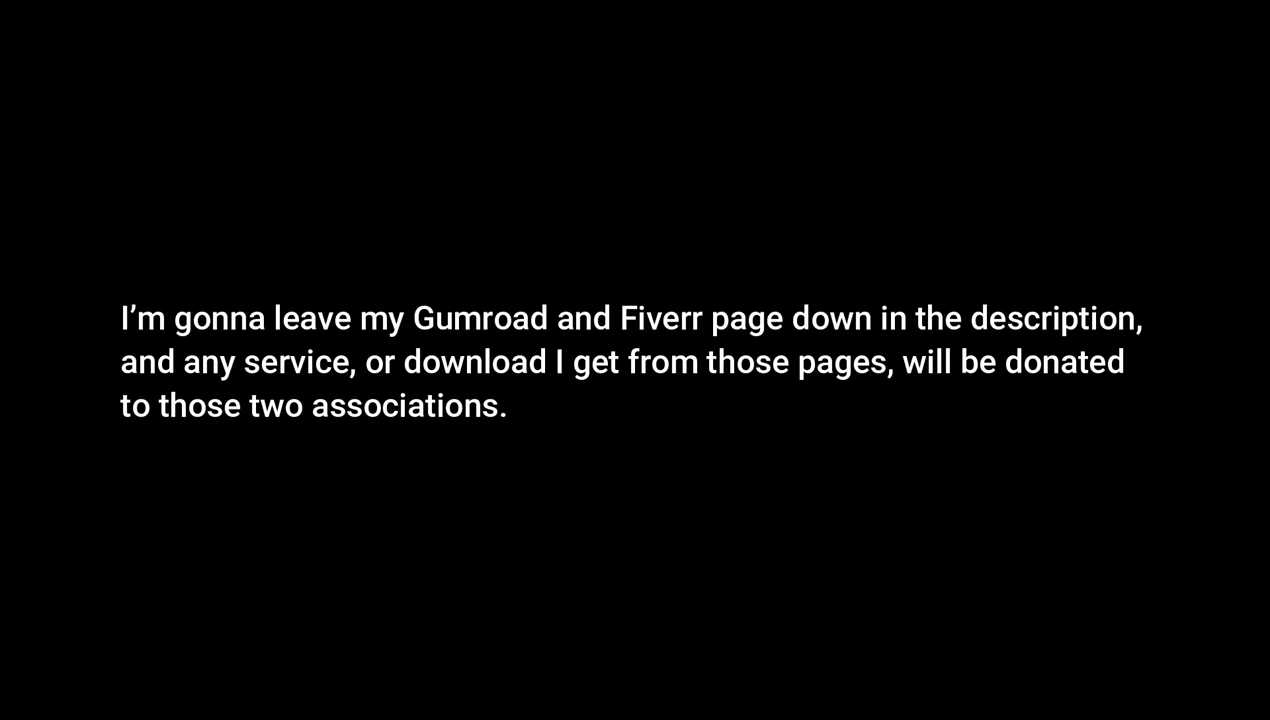 I’m gonna leave my Gumroad and Fiverr page down in the description,
and any service, or download I get from those pages, will be donated
to those two associations.